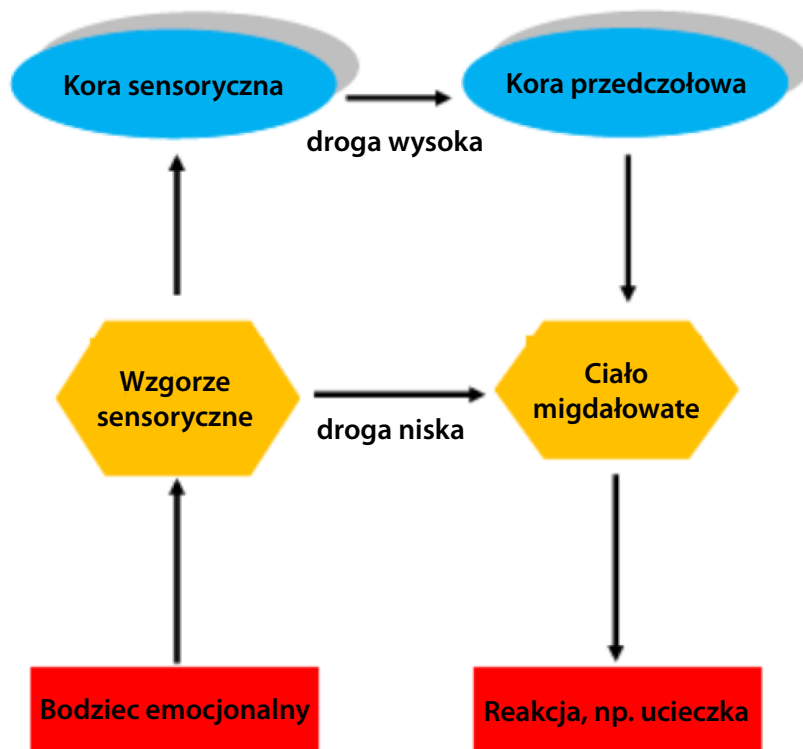 Kora sensoryczna
Kora przedczołowa
droga wysoka
Wzgorze
sensoryczne
Ciało
migdałowate
droga niska
Bodziec emocjonalny
Reakcja, np. ucieczka